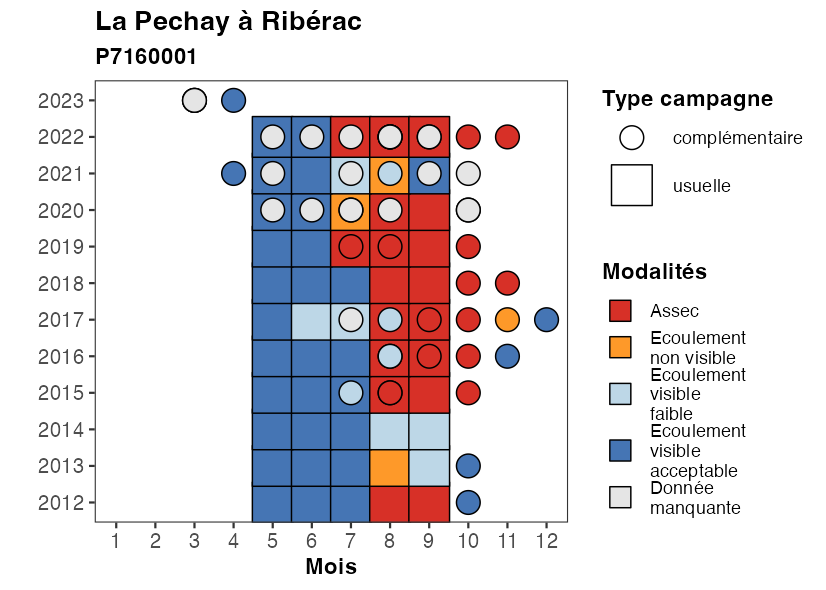 La Pechay à Ribérac
P7160001
2023
2022
2021
2020
2019
2018
2017
2016
2015
2014
2013
2012
1 2 3 4 5 6 7 8 9 10 11 12
Mois
Type campagne
complémentaire
usuelle
Modalités
Assec
Ecoulement
non visible
Ecoulement
visible
faible
Ecoulement
visible
acceptable
Donnée
manquante